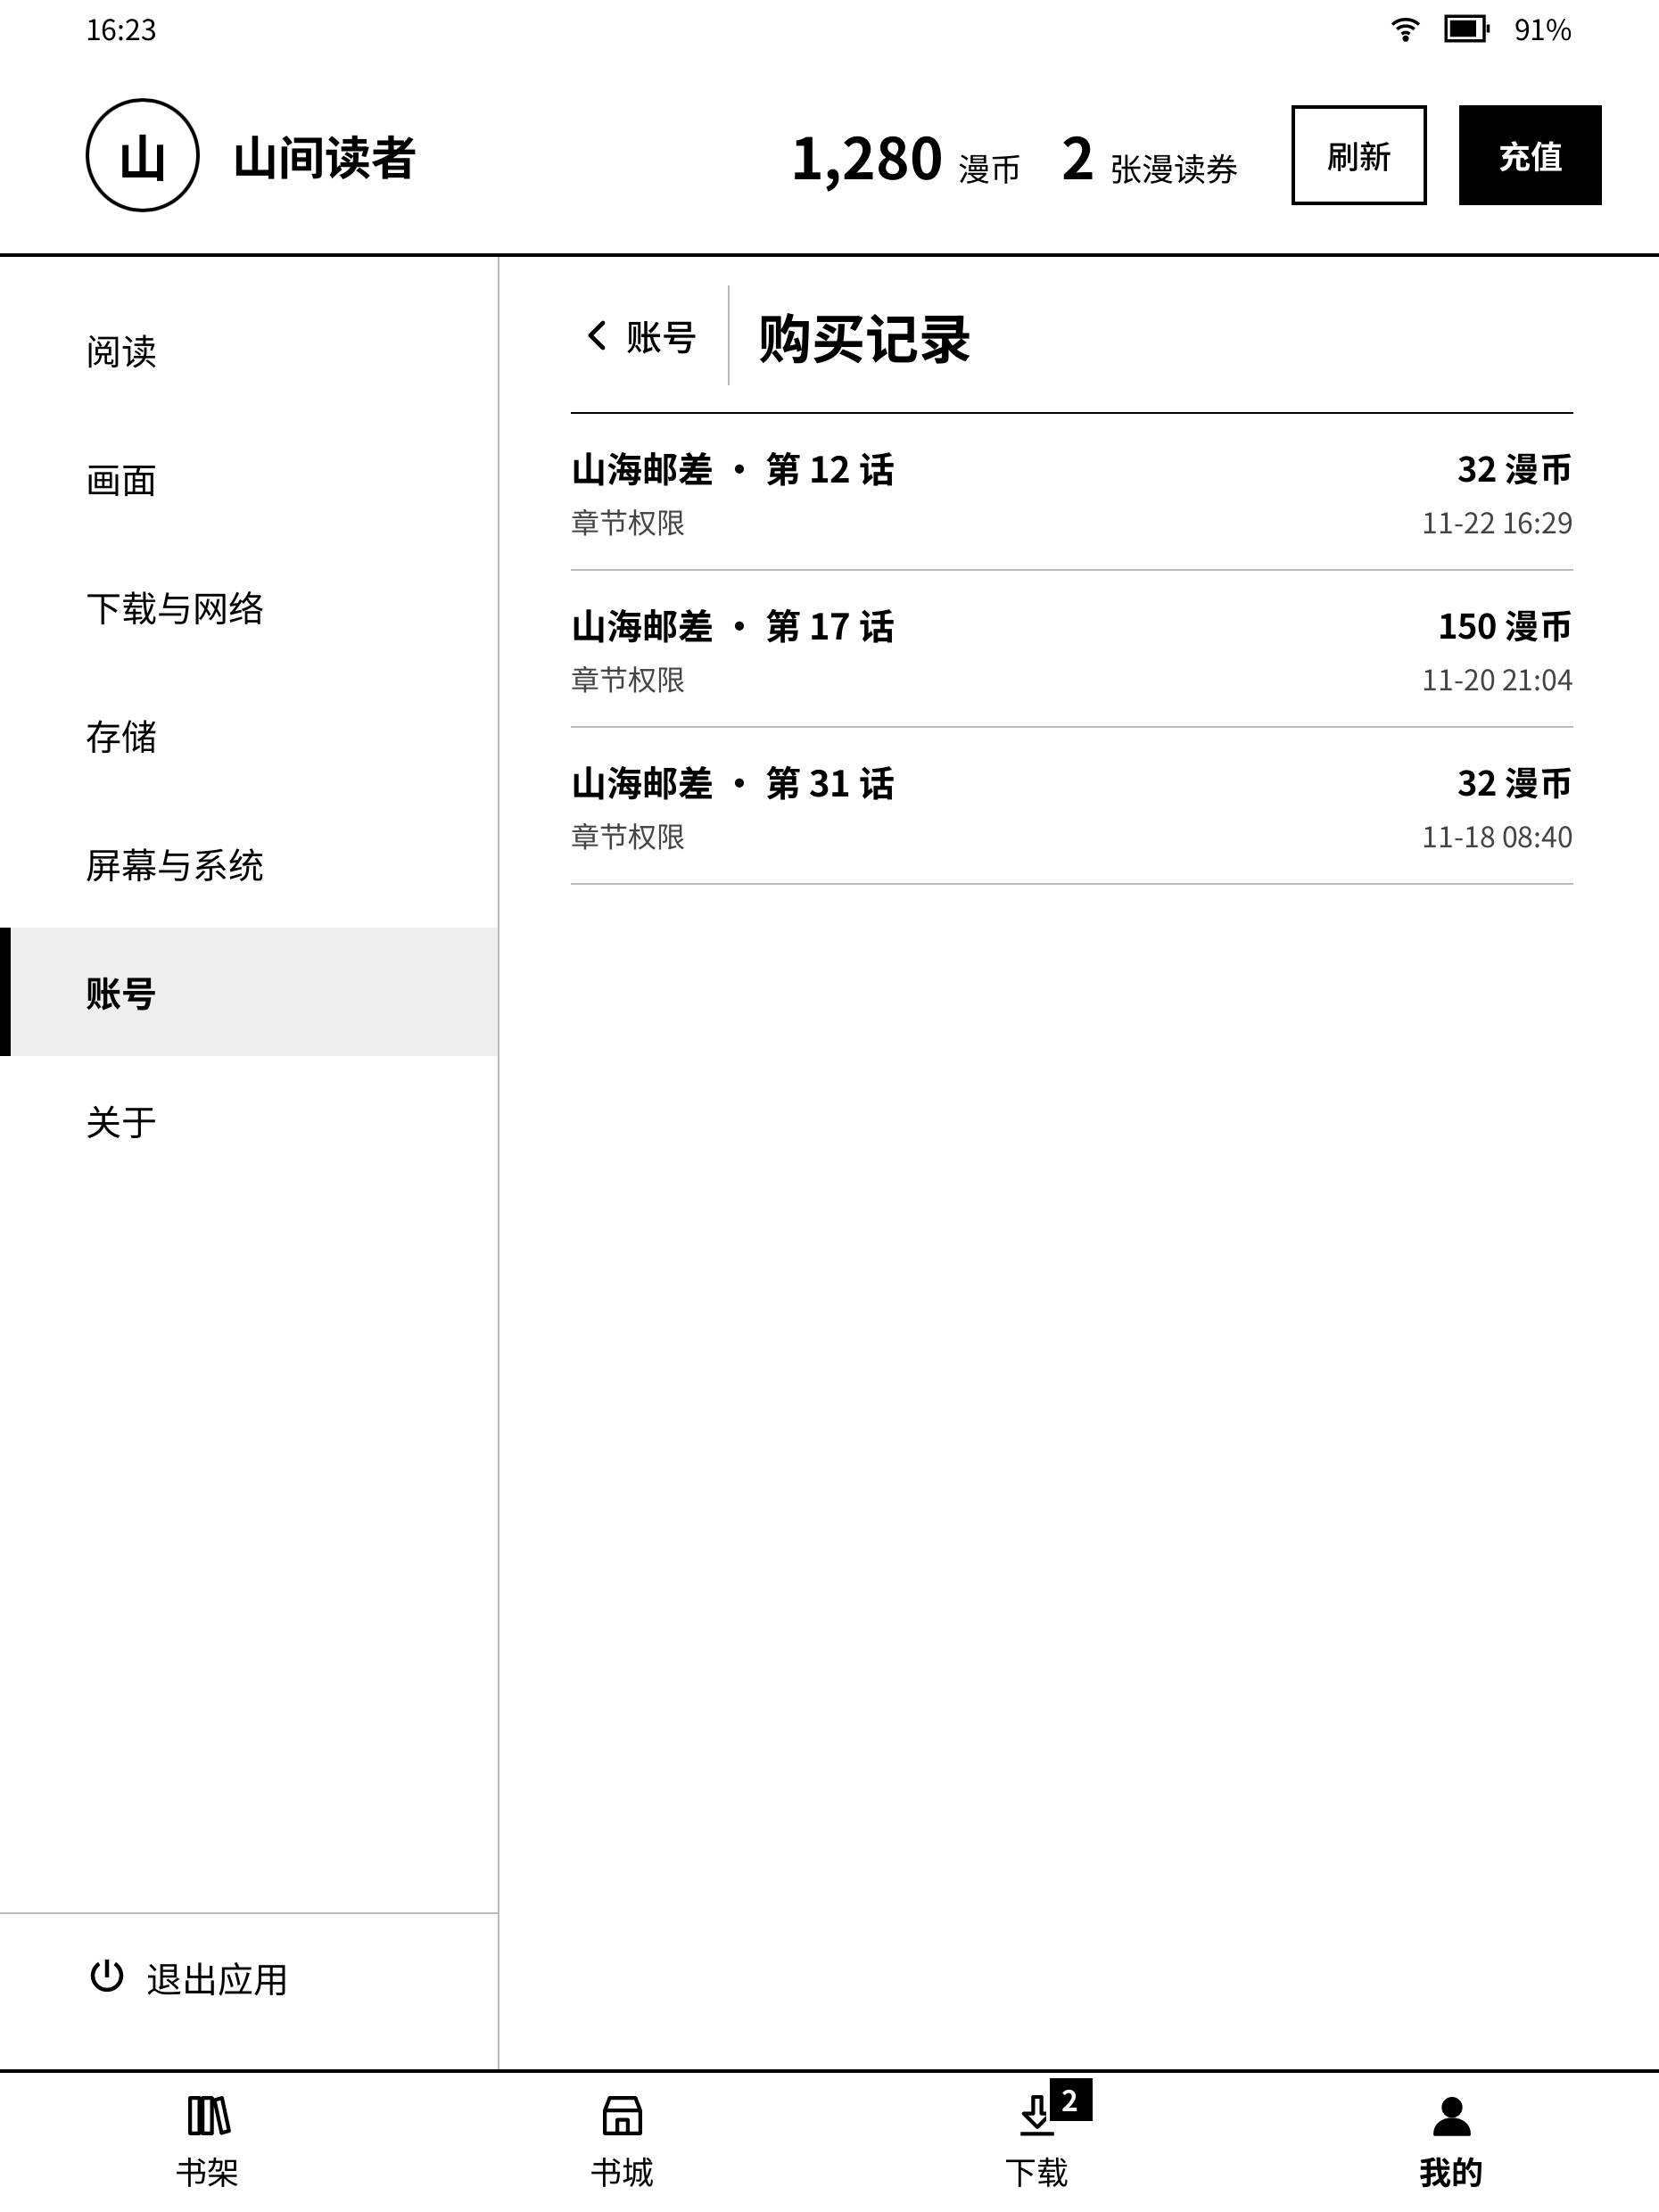 16:23
91%
山
山间读者
1,280 漫币 2 张漫读券
刷新
充值
阅读
画面
下载与网络
存储
屏幕与系统
账号
关于
退出应用
账号
购买记录
山海邮差 · 第 12 话
32 漫币
章节权限
11-22 16:29
山海邮差 · 第 17 话
150 漫币
章节权限
11-20 21:04
山海邮差 · 第 31 话
32 漫币
章节权限
11-18 08:40
书架
书城
2
下载
我的